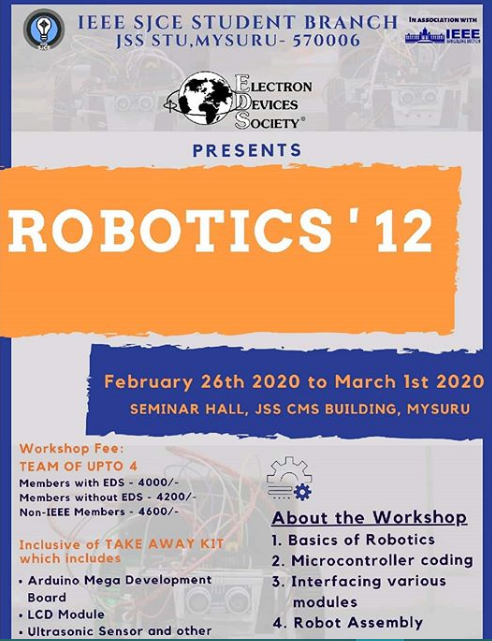 IEEE SJCE STUDENT BRANCH
JSS STU,MYSURU- 570006
IN ASSOCIATION WITH
IEEE
BANGALORE SECTION
SJCE
ELECTRON
DEVICES
SOCIETY®
EDS
PRESENTS
ROBOTICS '12
February 26th 2020 to March 1st 2020
SEMINAR HALL, JSS CMS BUILDING, MYSURU
Workshop Fee:
TEAM OF UPTO 4
Members with EDS - 4000/-
Members without EDS - 4200/-
Non-IEEE Members - 4600/-
Inclusive of TAKE AWAY KIT
which includes
• Arduino Mega Development
Board
• LCD Module
• Ultrasonic Sensor and other
About the Workshop
1. Basics of Robotics
2. Microcontroller coding
3. Interfacing various
modules
4. Robot Assembly